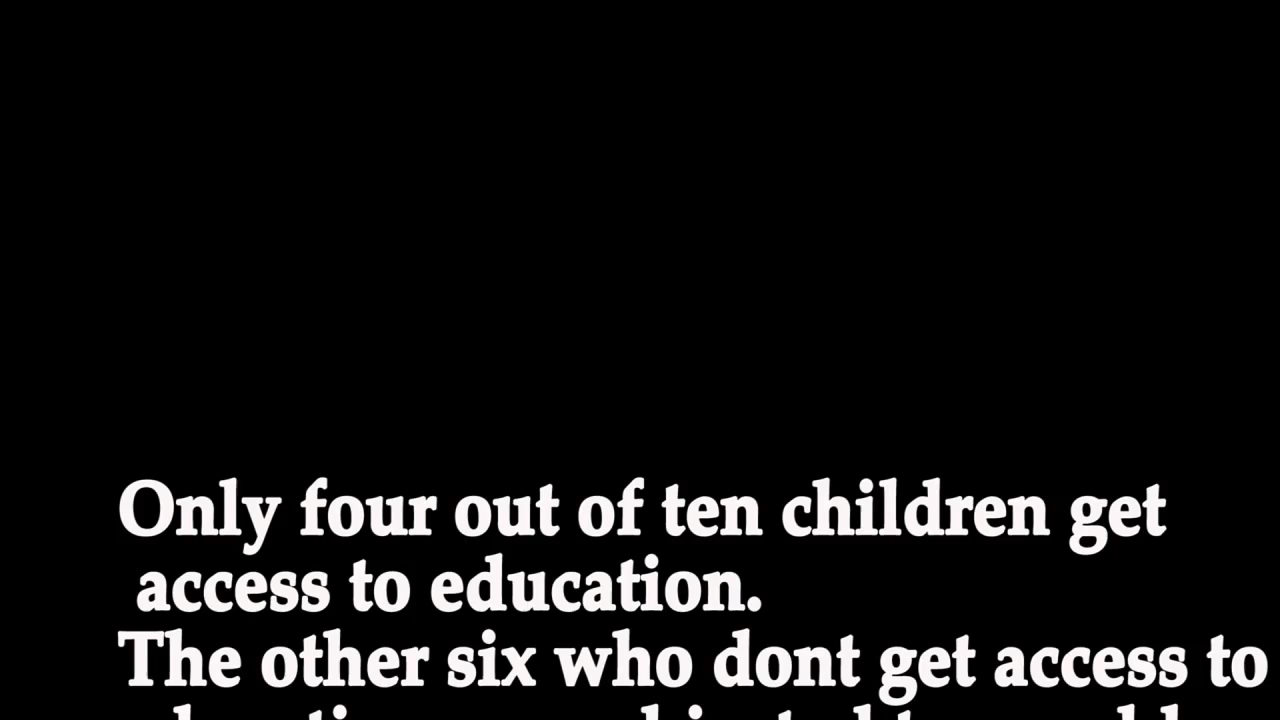 Only four out of ten children get
access to education.
The other six who dont get access to